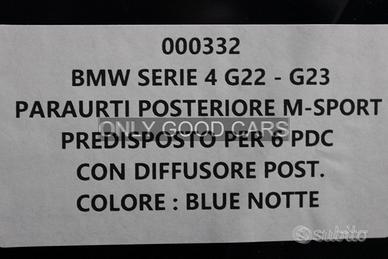 000332
BMW SERIE 4 G22 - G23
PARAURTI POSTERIORE M-SPORT
ONLY GOOD CARS
PREDISPOSTO PER 6 PDC
CON DIFFUSORE POST.
COLORE : BLUE NOTTE
subito